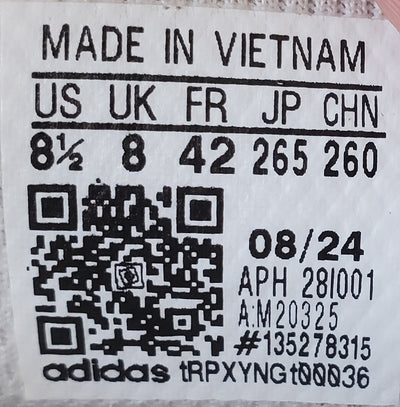 MADE IN VIETNAM
US UK FR JP CHN
8½ 8 42 265 260
08/24
APH 28I001
A:M20325
#135278315
adidas tRPXYNGt00036